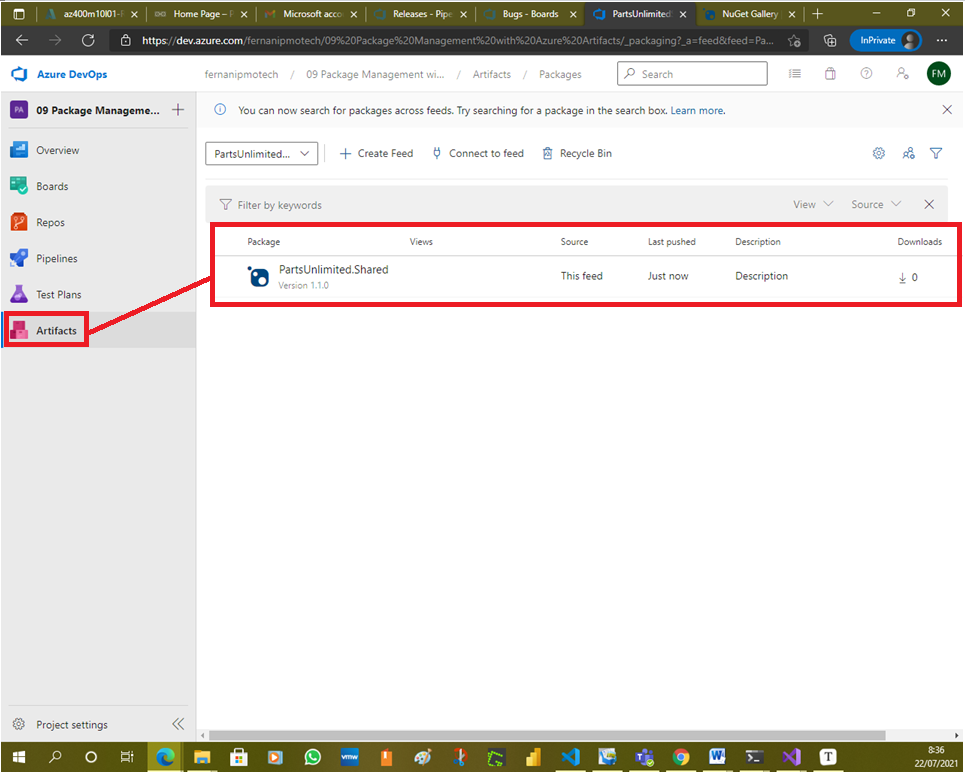 az400m10l01-
Home Page –
Microsoft acco
Releases - Pipe
Bugs - Boards
PartsUnlimited
NuGet Gallery
https://dev.azure.com/fernanipmotech/09%20Package%20Management%20with%20Azure%20Artifacts/_packaging?_a=feed&feed=Pa...
InPrivate
Azure DevOps
fernanipmotech / 09 Package Management wi... / Artifacts / Packages
Search
FM
PA
09 Package Manageme...
You can now search for packages across feeds. Try searching for a package in the search box. Learn more.
PartsUnlimited...
Create Feed
Connect to feed
Recycle Bin
Overview
Boards
Repos
Pipelines
Test Plans
Artifacts
Filter by keywords
View
Source
Package Views Source Last pushed Description Downloads
PartsUnlimited.Shared This feed Just now Description 0
Version 1.1.0
Project settings
vmw
8:36
22/07/2021